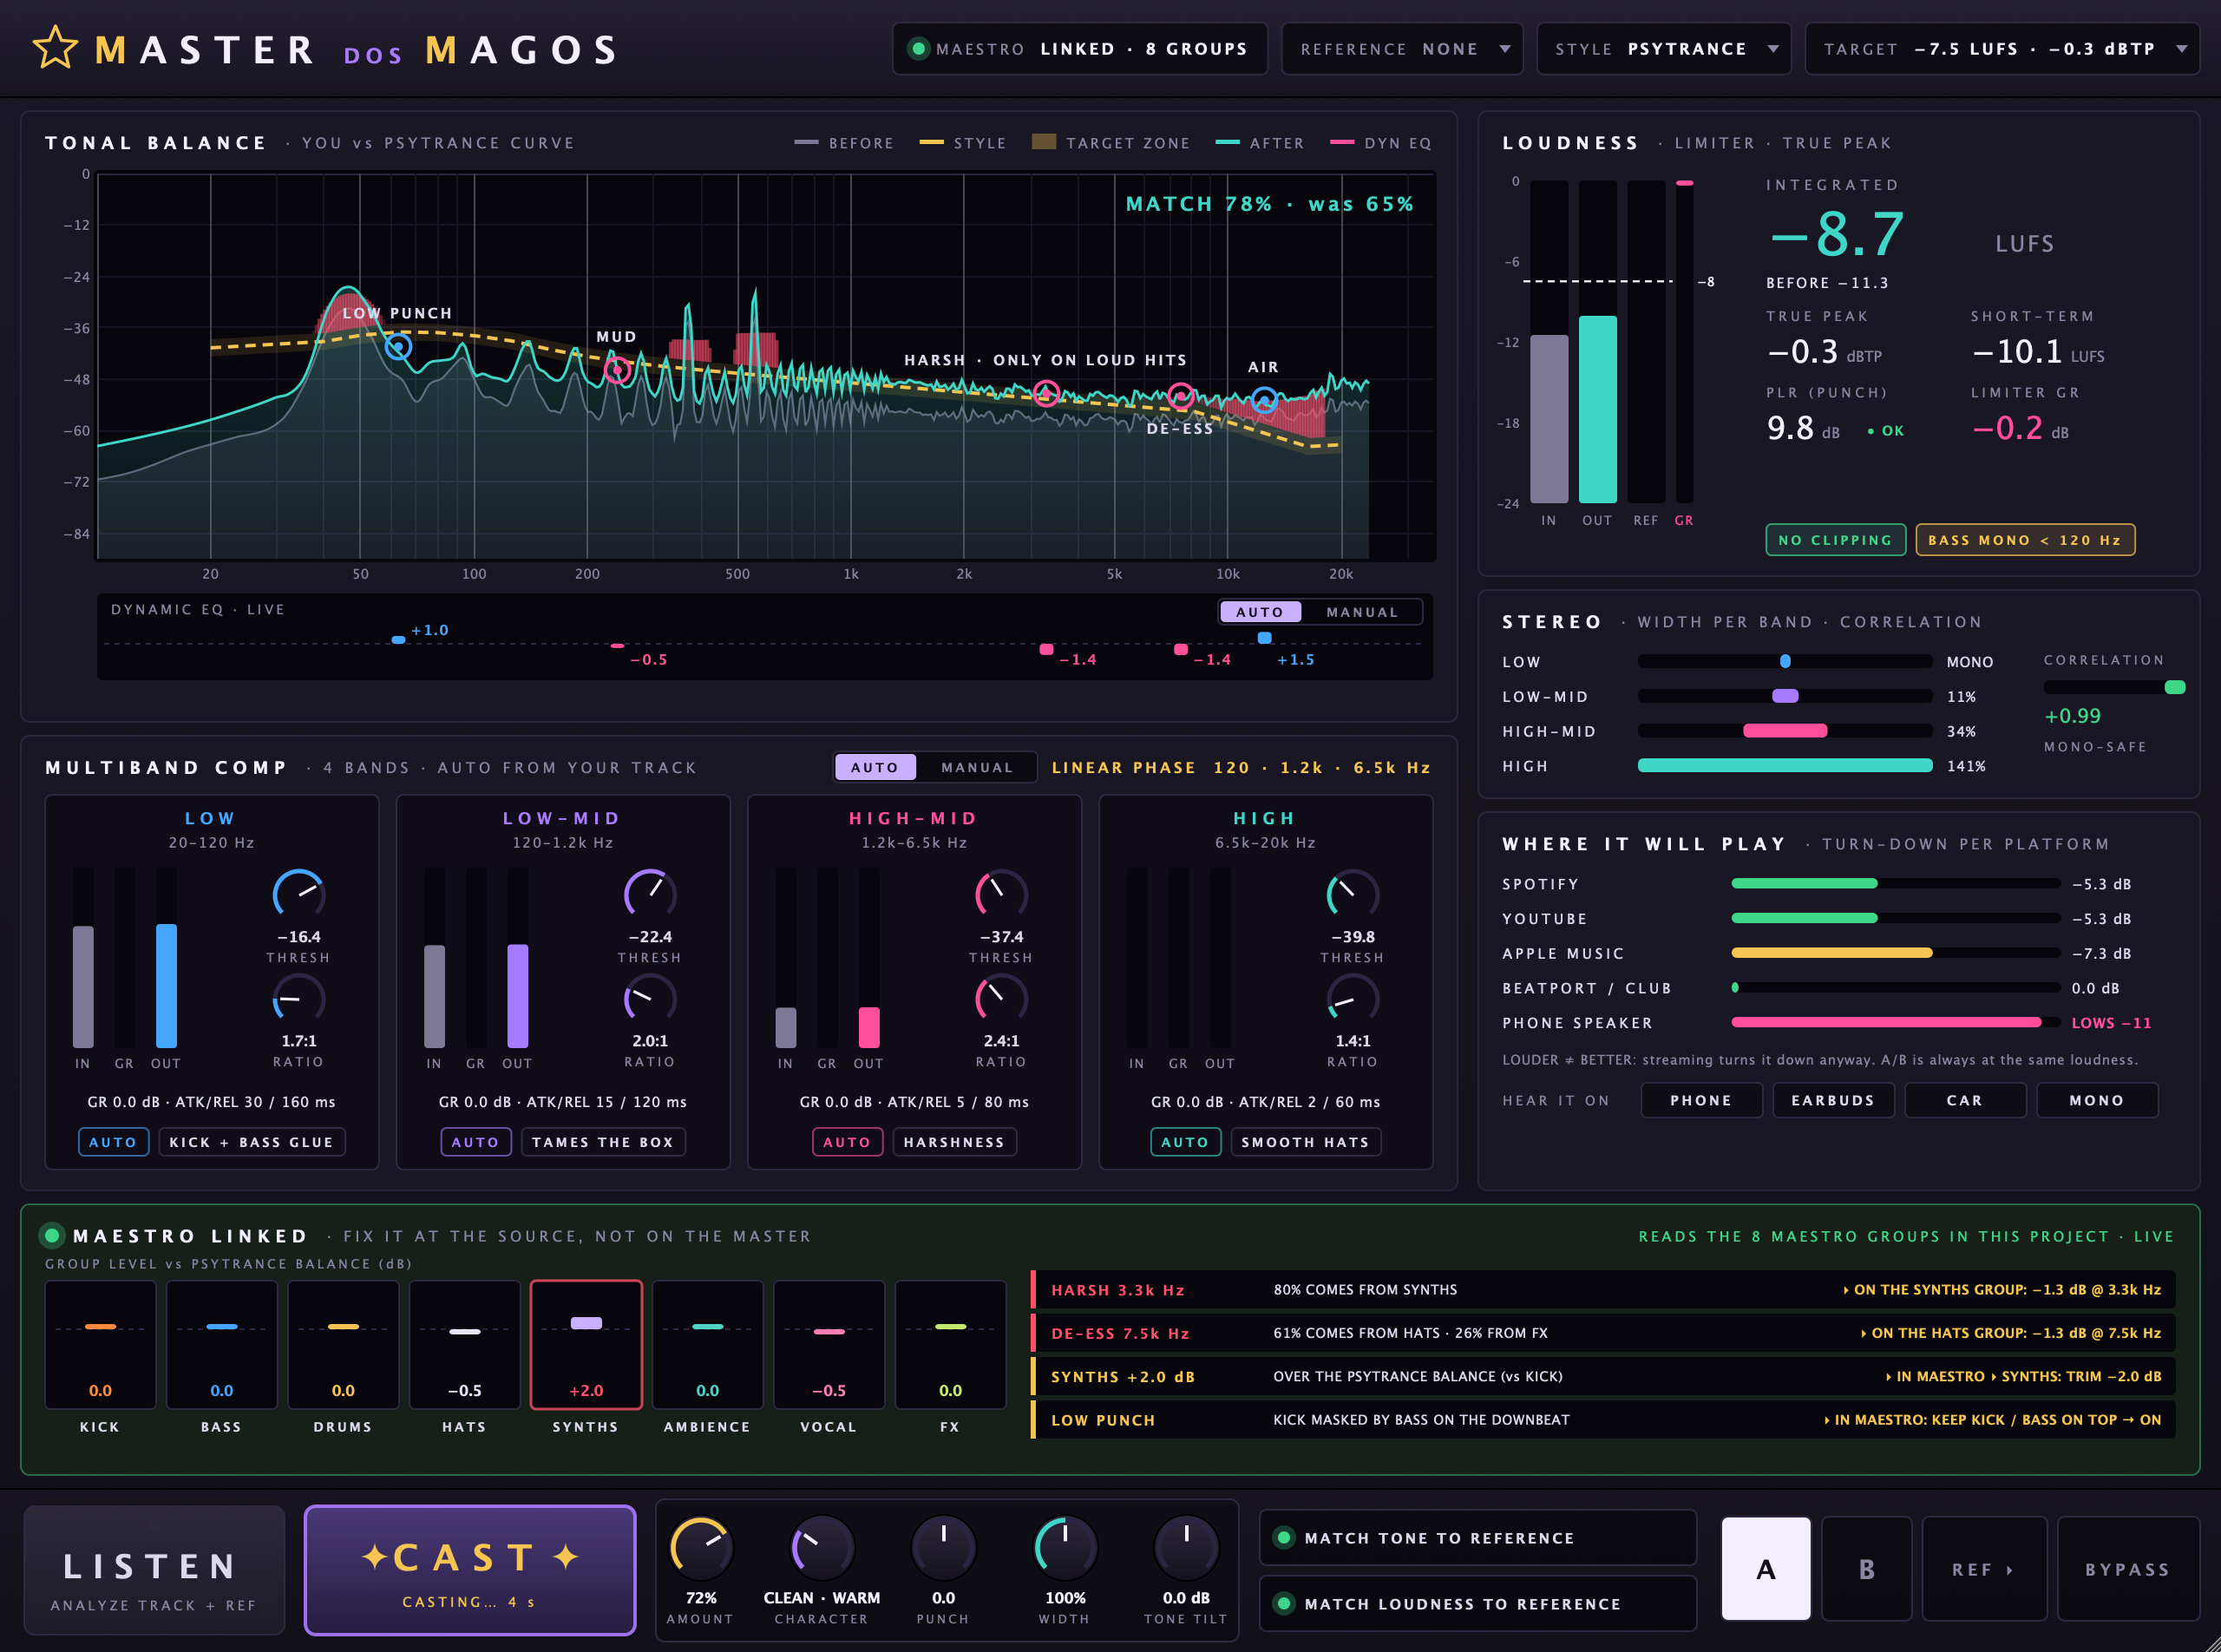 MASTER DOS MAGOS
MAESTRO LINKED · 8 GROUPS
REFERENCE NONE
STYLE PSYTRANCE
TARGET −7.5 LUFS · −0.3 dBTP
TONAL BALANCE · YOU vs PSYTRANCE CURVE
BEFORE STYLE TARGET ZONE AFTER DYN EQ
MATCH 78% · was 65%
0
−12
−24
−36
−48
−60
−72
−84
LOW PUNCH
MUD
HARSH · ONLY ON LOUD HITS
AIR
DE-ESS
20 50 100 200 500 1k 2k 5k 10k 20k
DYNAMIC EQ · LIVE
AUTO MANUAL
+1.0
−0.5
−1.4
−1.4
+1.5
LOUDNESS · LIMITER · TRUE PEAK
0
-6
-12
-18
-24
−8
IN OUT REF GR
INTEGRATED
−8.7 LUFS
BEFORE −11.3
TRUE PEAK SHORT-TERM
−0.3 dBTP −10.1 LUFS
PLR (PUNCH) LIMITER GR
9.8 dB • OK −0.2 dB
NO CLIPPING
BASS MONO < 120 Hz
STEREO · WIDTH PER BAND · CORRELATION
LOW MONO
LOW-MID 11%
HIGH-MID 34%
HIGH 141%
CORRELATION
+0.99
MONO-SAFE
MULTIBAND COMP · 4 BANDS · AUTO FROM YOUR TRACK
AUTO MANUAL
LINEAR PHASE 120 · 1.2k · 6.5k Hz
LOW
20-120 Hz
−16.4
THRESH
1.7:1
RATIO
IN GR OUT
GR 0.0 dB · ATK/REL 30 / 160 ms
AUTO KICK + BASS GLUE
LOW-MID
120-1.2k Hz
−22.4
THRESH
2.0:1
RATIO
IN GR OUT
GR 0.0 dB · ATK/REL 15 / 120 ms
AUTO TAMES THE BOX
HIGH-MID
1.2k-6.5k Hz
−37.4
THRESH
2.4:1
RATIO
IN GR OUT
GR 0.0 dB · ATK/REL 5 / 80 ms
AUTO HARSHNESS
HIGH
6.5k-20k Hz
−39.8
THRESH
1.4:1
RATIO
IN GR OUT
GR 0.0 dB · ATK/REL 2 / 60 ms
AUTO SMOOTH HATS
WHERE IT WILL PLAY · TURN-DOWN PER PLATFORM
SPOTIFY −5.3 dB
YOUTUBE −5.3 dB
APPLE MUSIC −7.3 dB
BEATPORT / CLUB 0.0 dB
PHONE SPEAKER LOWS −11
LOUDER ≠ BETTER: streaming turns it down anyway. A/B is always at the same loudness.
HEAR IT ON PHONE EARBUDS CAR MONO
MAESTRO LINKED · FIX IT AT THE SOURCE, NOT ON THE MASTER
READS THE 8 MAESTRO GROUPS IN THIS PROJECT · LIVE
GROUP LEVEL vs PSYTRANCE BALANCE (dB)
0.0 0.0 0.0 −0.5 +2.0 0.0 −0.5 0.0
KICK BASS DRUMS HATS SYNTHS AMBIENCE VOCAL FX
HARSH 3.3k Hz 80% COMES FROM SYNTHS ▸ ON THE SYNTHS GROUP: −1.3 dB @ 3.3k Hz
DE-ESS 7.5k Hz 61% COMES FROM HATS · 26% FROM FX ▸ ON THE HATS GROUP: −1.3 dB @ 7.5k Hz
SYNTHS +2.0 dB OVER THE PSYTRANCE BALANCE (vs KICK) ▸ IN MAESTRO ▸ SYNTHS: TRIM −2.0 dB
LOW PUNCH KICK MASKED BY BASS ON THE DOWNBEAT ▸ IN MAESTRO: KEEP KICK / BASS ON TOP → ON
LISTEN
ANALYZE TRACK + REF
✦CAST ✦
CASTING… 4 s
72% CLEAN · WARM 0.0 100% 0.0 dB
AMOUNT CHARACTER PUNCH WIDTH TONE TILT
MATCH TONE TO REFERENCE
MATCH LOUDNESS TO REFERENCE
A B REF ▸ BYPASS